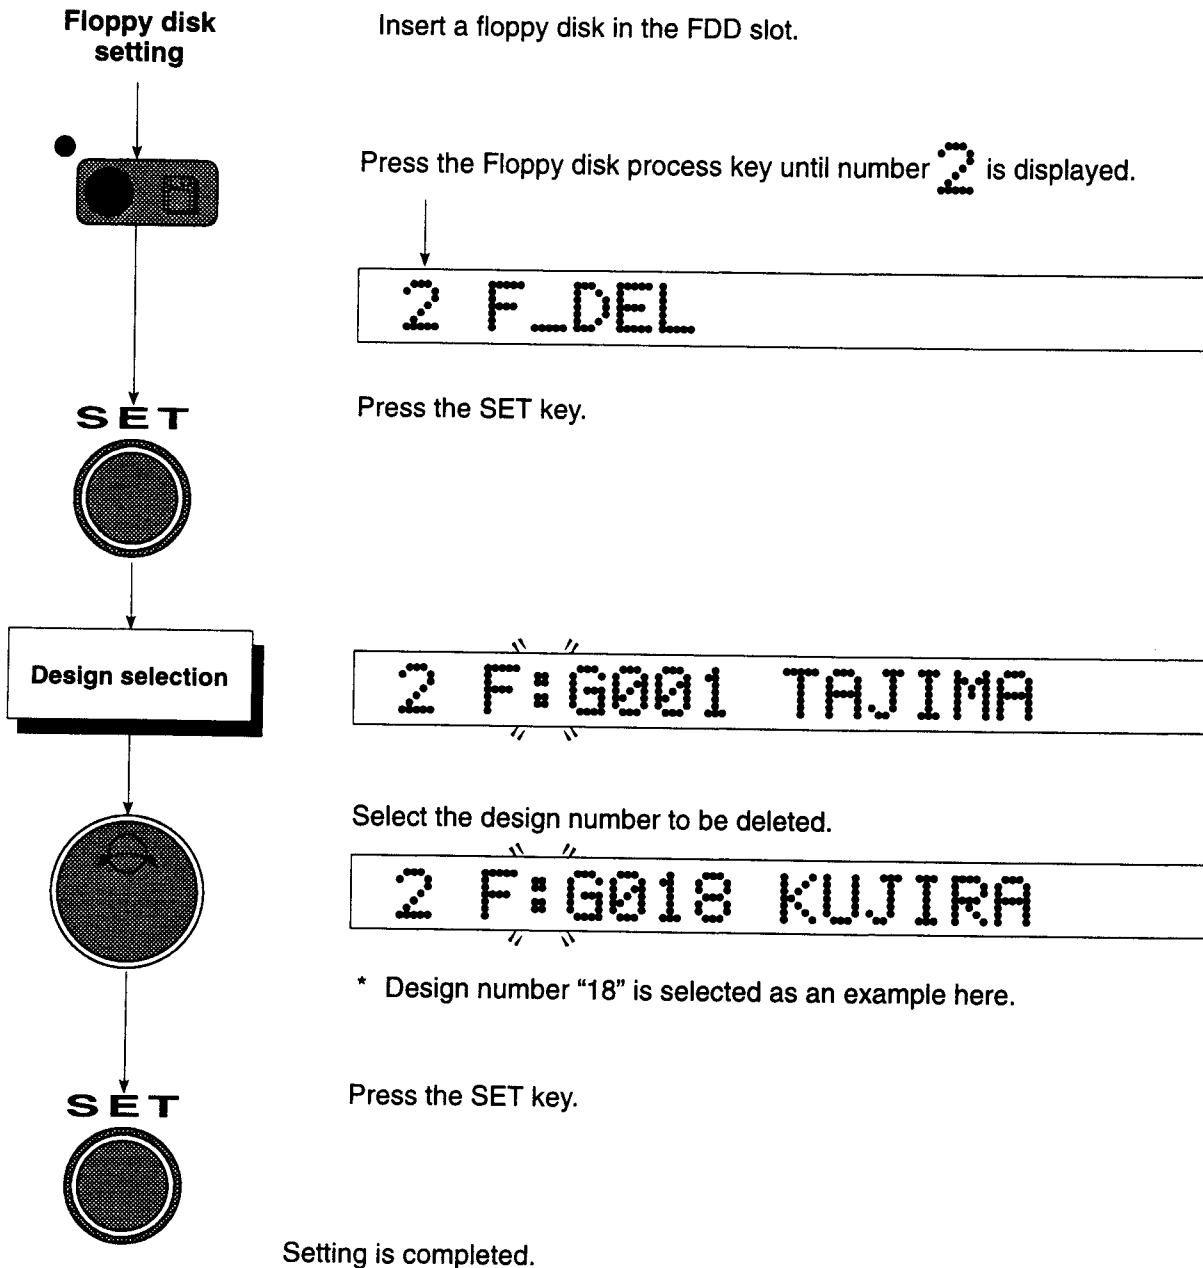 Floppy disk
setting
Insert a floppy disk in the FDD slot.
Press the Floppy disk process key until number 2 is displayed.
2 F_DEL
SET
Press the SET key.
Design selection
2 F:G001 TAJIMA
Select the design number to be deleted.
2 F:G018 KUJIRA
* Design number “18” is selected as an example here.
SET
Press the SET key.
Setting is completed.